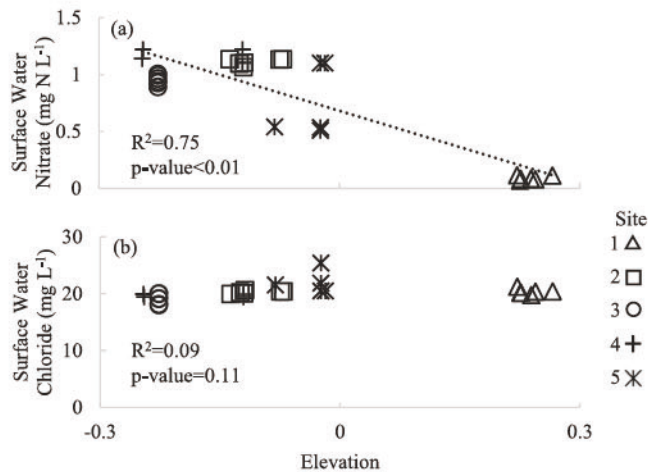 (a)
Surface Water
Nitrate (mg N L⁻¹)
1.5
1
0.5
0
R²=0.75
p-value<0.01
(b)
Surface Water
Chloride (mg L⁻¹)
30
20
10
0
R²=0.09
p-value=0.11
-0.3
0
0.3
Elevation
Site
1
2
3
4
5